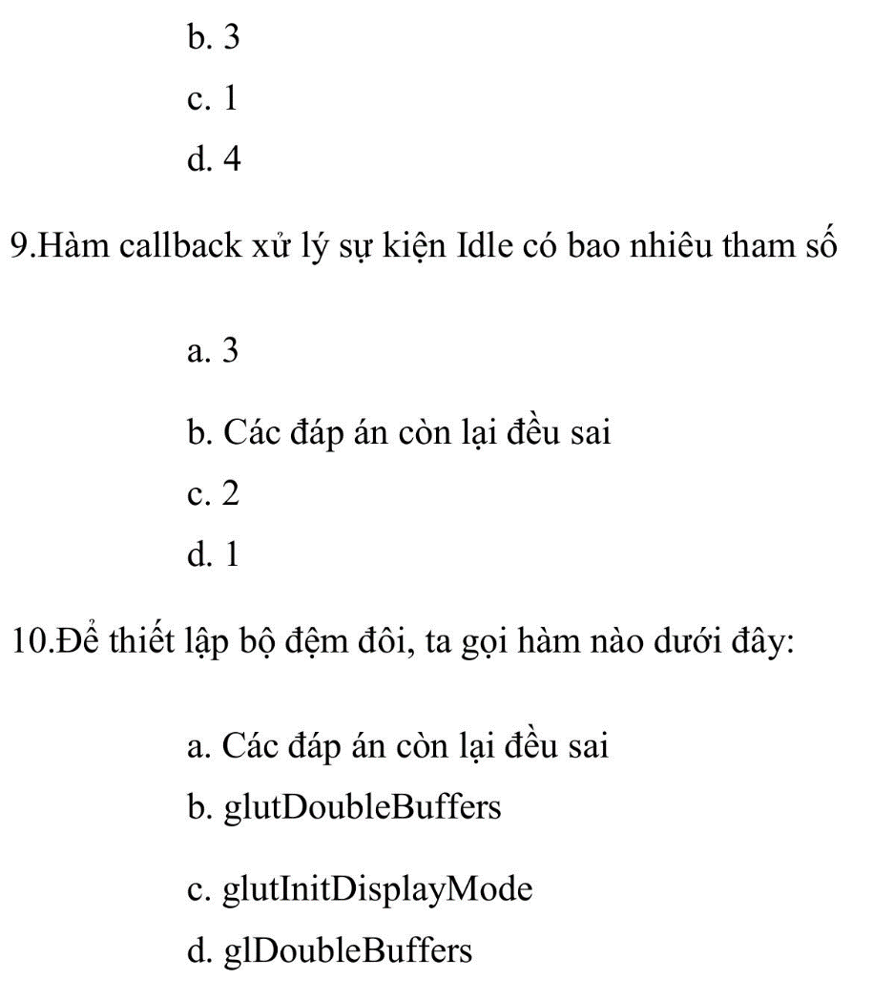 b. 3
c. 1
d. 4
9.Hàm callback xử lý sự kiện Idle có bao nhiêu tham số
a. 3
b. Các đáp án còn lại đều sai
c. 2
d. 1
10.Để thiết lập bộ đệm đôi, ta gọi hàm nào dưới đây:
a. Các đáp án còn lại đều sai
b. glutDoubleBuffers
c. glutInitDisplayMode
d. glDoubleBuffers